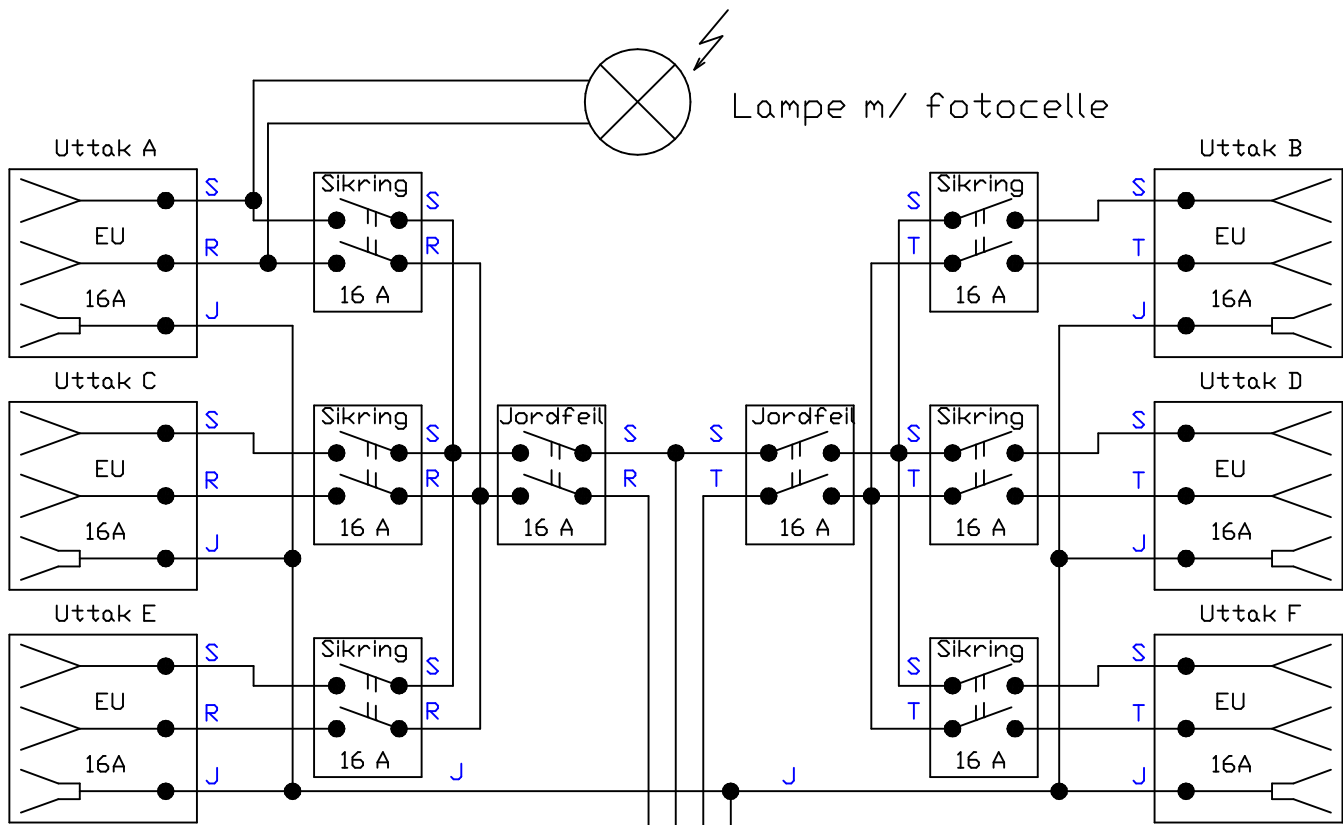 Lampe m/ fotocelle
Uttak A
S
R
J
EU
16A
Sikring
S
R
16 A
Uttak B
S
T
J
EU
16A
Sikring
S
T
16 A
Uttak C
S
R
J
EU
16A
Sikring
S
R
16 A
Jordfeil
S
R
16 A
Jordfeil
S
T
16 A
Sikring
S
T
16 A
Uttak D
S
T
J
EU
16A
Uttak E
S
R
J
EU
16A
Sikring
S
R
16 A
J
J
Sikring
S
T
16 A
Uttak F
S
T
J
EU
16A